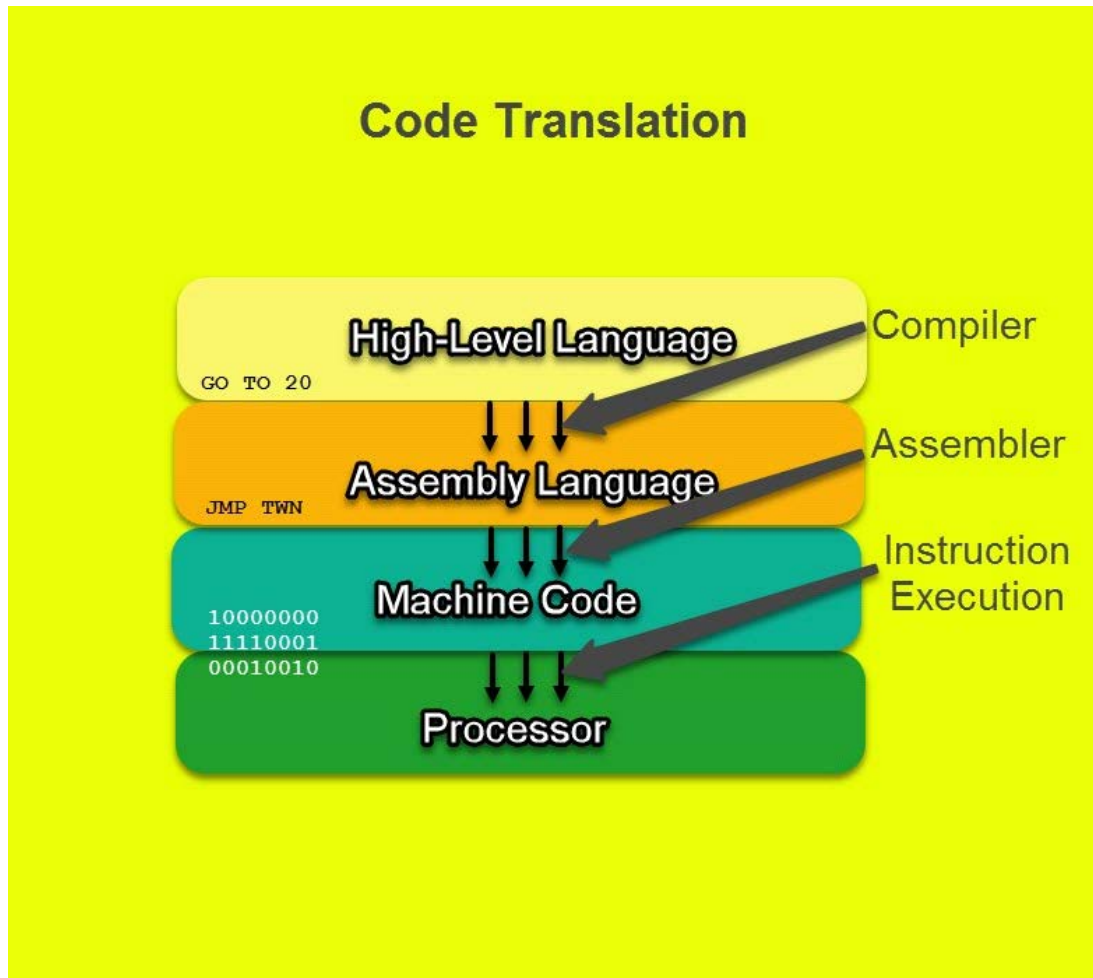 Code Translation
High-Level Language
Compiler
GO TO 20
Assembly Language
Assembler
JMP TWN
Machine Code
Instruction
Execution
10000000
11110001
00010010
Processor